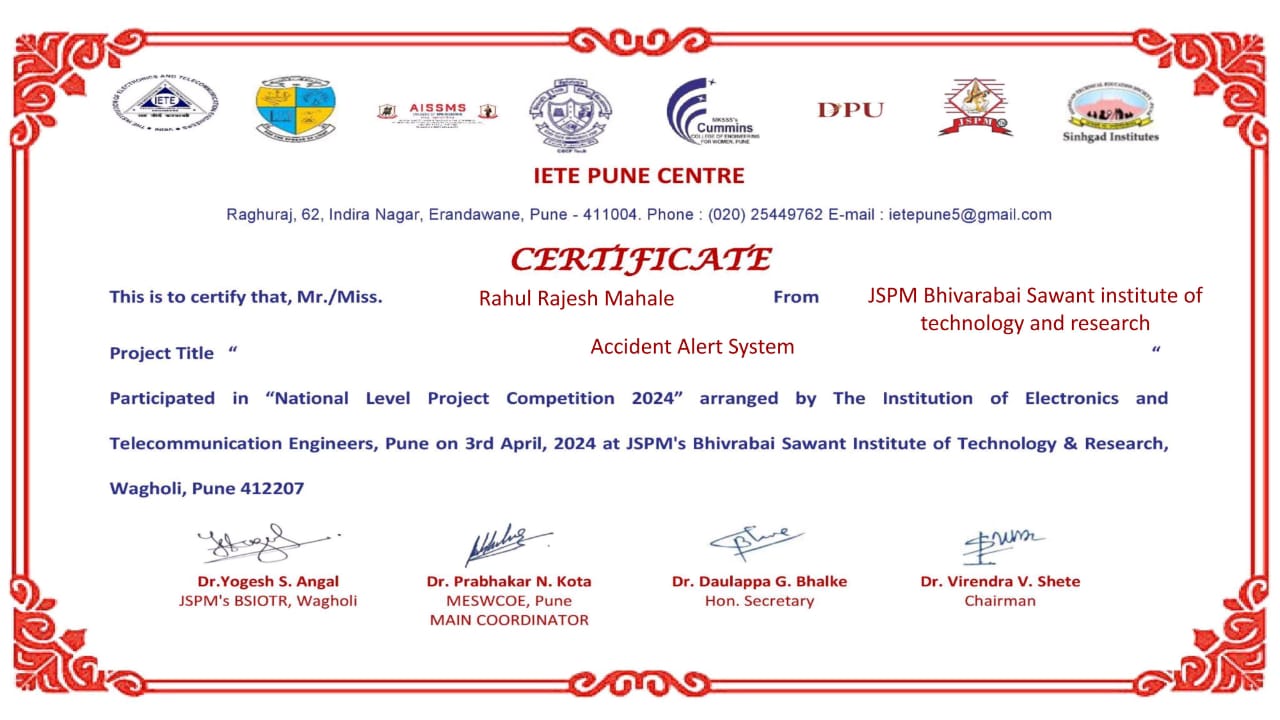 IETE
AISSMS
COEP Tech
MKSSS's
Cummins
COLLEGE OF ENGINEERING
FOR WOMEN, PUNE
DPU
JSPM
Sinhgad Institutes
IETE PUNE CENTRE
Raghuraj, 62, Indira Nagar, Erandawane, Pune - 411004. Phone : (020) 25449762 E-mail : ietepune5@gmail.com
CERTIFICATE
This is to certify that, Mr./Miss. Rahul Rajesh Mahale From JSPM Bhivarabai Sawant institute of
technology and research
Project Title “ Accident Alert System “
Participated in “National Level Project Competition 2024” arranged by The Institution of Electronics and
Telecommunication Engineers, Pune on 3rd April, 2024 at JSPM's Bhivrabai Sawant Institute of Technology & Research,
Wagholi, Pune 412207
Dr.Yogesh S. Angal
JSPM's BSIOTR, Wagholi
Dr. Prabhakar N. Kota
MESWCOE, Pune
MAIN COORDINATOR
Dr. Daulappa G. Bhalke
Hon. Secretary
Dr. Virendra V. Shete
Chairman